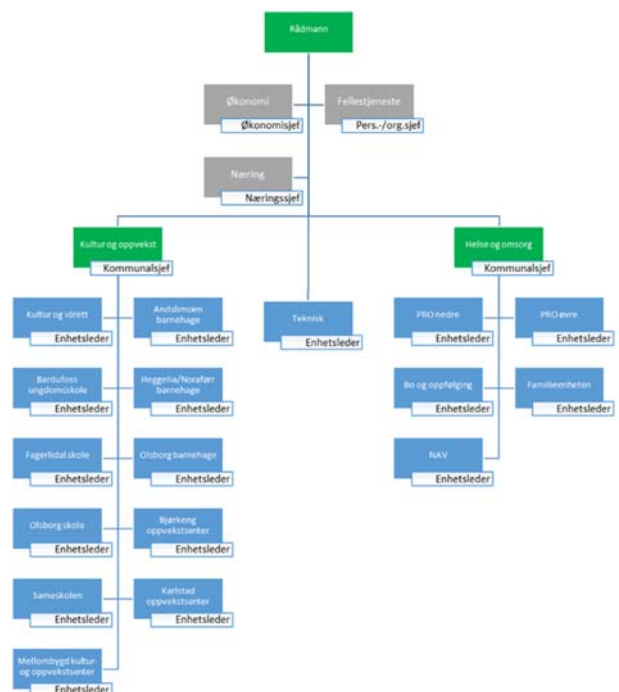 Rådmann
Økonomi
Økonomisjef
Fellestjeneste
Pers.-/org.sjef
Næring
Næringssjef
Kultur og oppvekst
Kommunalsjef
Helse og omsorg
Kommunalsjef
Kultur og idrett
Enhetsleder
Andslimoen
barnehage
Enhetsleder
Teknisk
Enhetsleder
PRO nedre
Enhetsleder
PRO øvre
Enhetsleder
Bardufoss
ungdomsskole
Enhetsleder
Heggelia/Norafjør
barnehage
Enhetsleder
Bo og oppfølging
Enhetsleder
Familieenheten
Enhetsleder
Fagerlidal skole
Enhetsleder
Olsborg barnehage
Enhetsleder
NAV
Enhetsleder
Olsborg skole
Enhetsleder
Bjørkeng
oppvekstsenter
Enhetsleder
Sameskolen
Enhetsleder
Karlstad
oppvekstsenter
Enhetsleder
Mellombygd kultur-
og oppvekstsenter
Enhetsleder